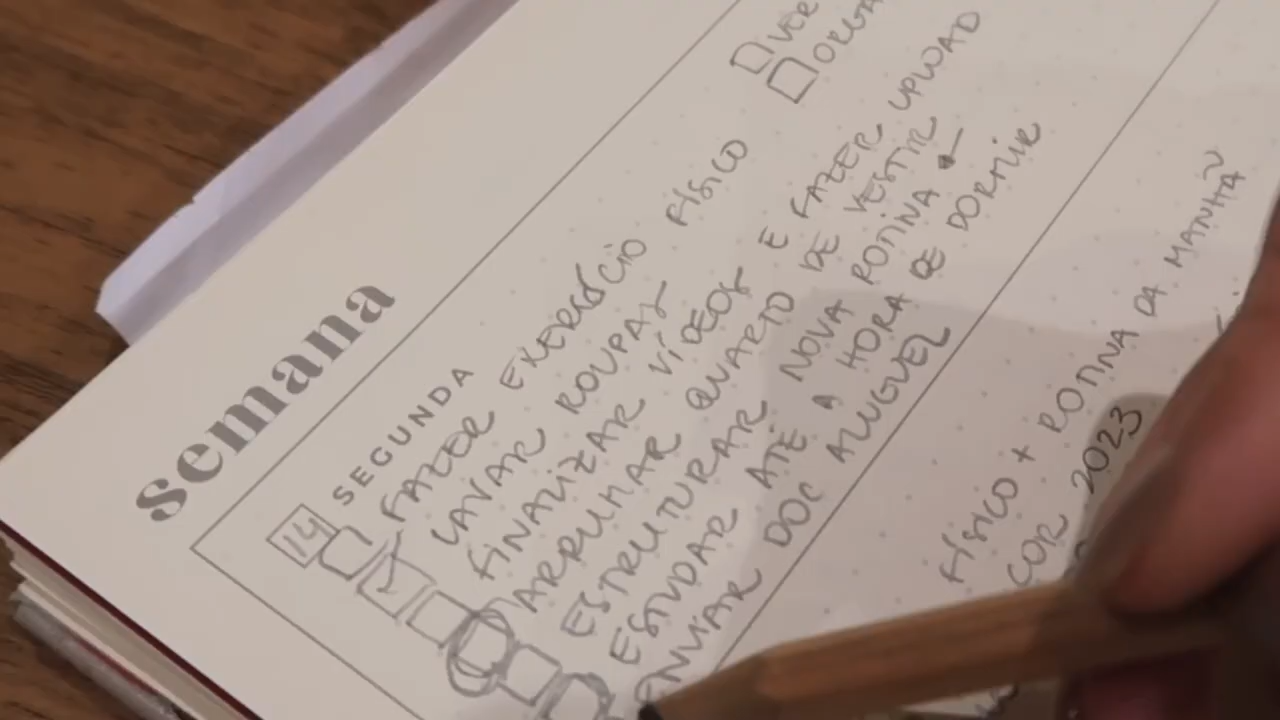 semana
14 SEGUNDA
FAZER EXERCÍCIO FÍSICO
LAVAR ROUPAS
FINALIZAR VÍDEOS E FAZER UPLOAD
ARRUMAR QUARTO DE VESTIR
ESTRUTURAR NOVA ROTINA
ESTUDAR ATÉ A HORA DE DORMIR
ENVIAR DOC ALUGUEL
VER
FÍSICO + ROTINA DA MANHÃ
COR 2023